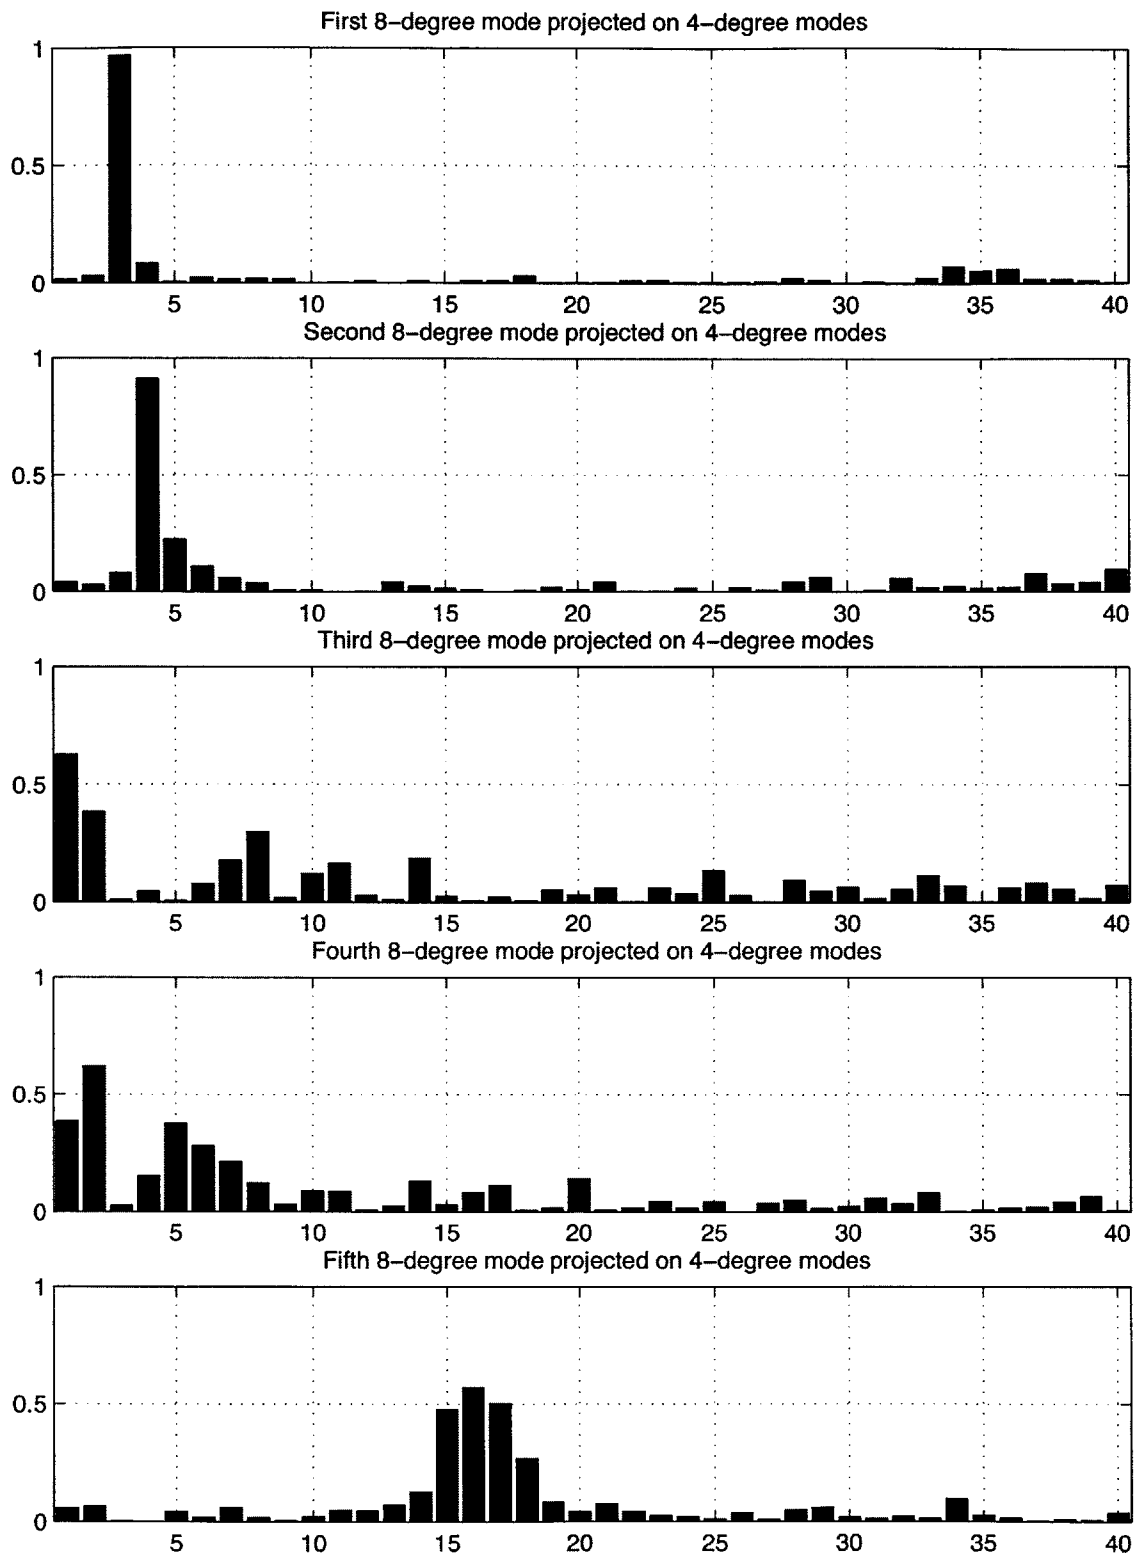 First 8–degree mode projected on 4–degree modes
1
0.5
0
5 10 15 20 25 30 35 40
Second 8–degree mode projected on 4–degree modes
1
0.5
0
5 10 15 20 25 30 35 40
Third 8–degree mode projected on 4–degree modes
1
0.5
0
5 10 15 20 25 30 35 40
Fourth 8–degree mode projected on 4–degree modes
1
0.5
0
5 10 15 20 25 30 35 40
Fifth 8–degree mode projected on 4–degree modes
1
0.5
0
5 10 15 20 25 30 35 40